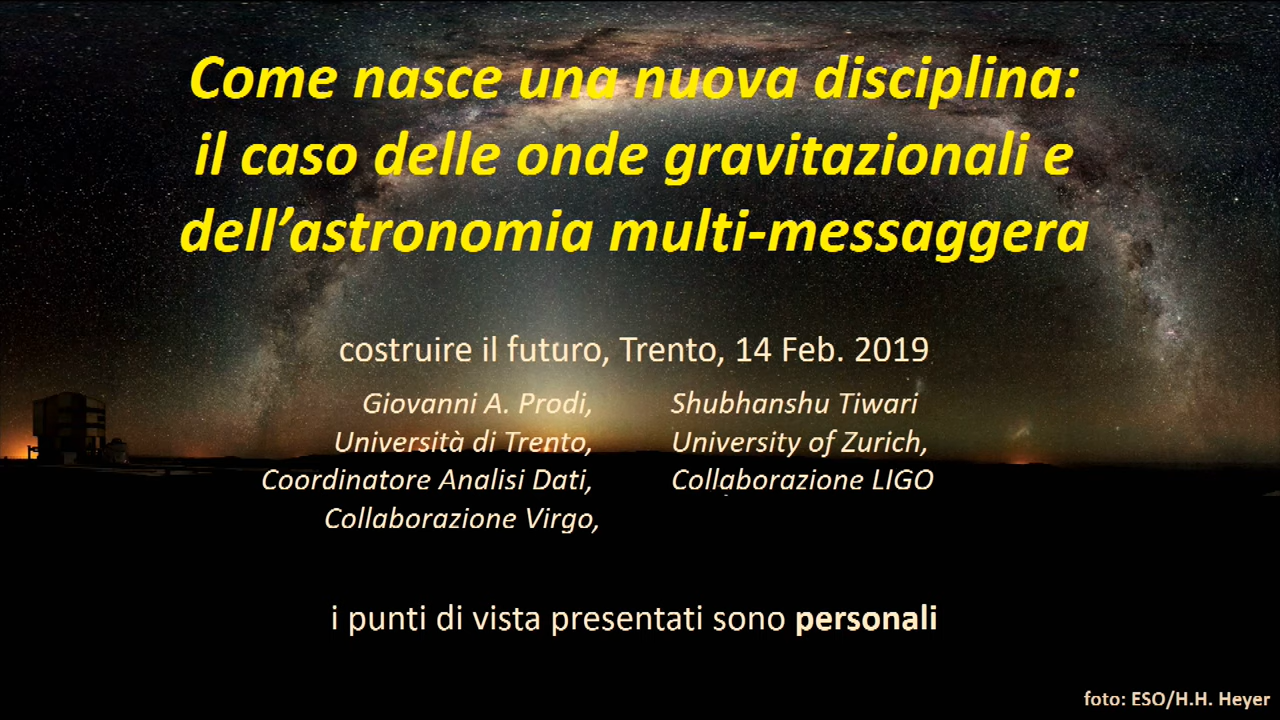 Come nasce una nuova disciplina:
il caso delle onde gravitazionali e
dell’astronomia multi-messaggera
costruire il futuro, Trento, 14 Feb. 2019
Giovanni A. Prodi,
Università di Trento,
Coordinatore Analisi Dati,
Collaborazione Virgo,
Shubhanshu Tiwari
University of Zurich,
Collaborazione LIGO
i punti di vista presentati sono personali
foto: ESO/H.H. Heyer